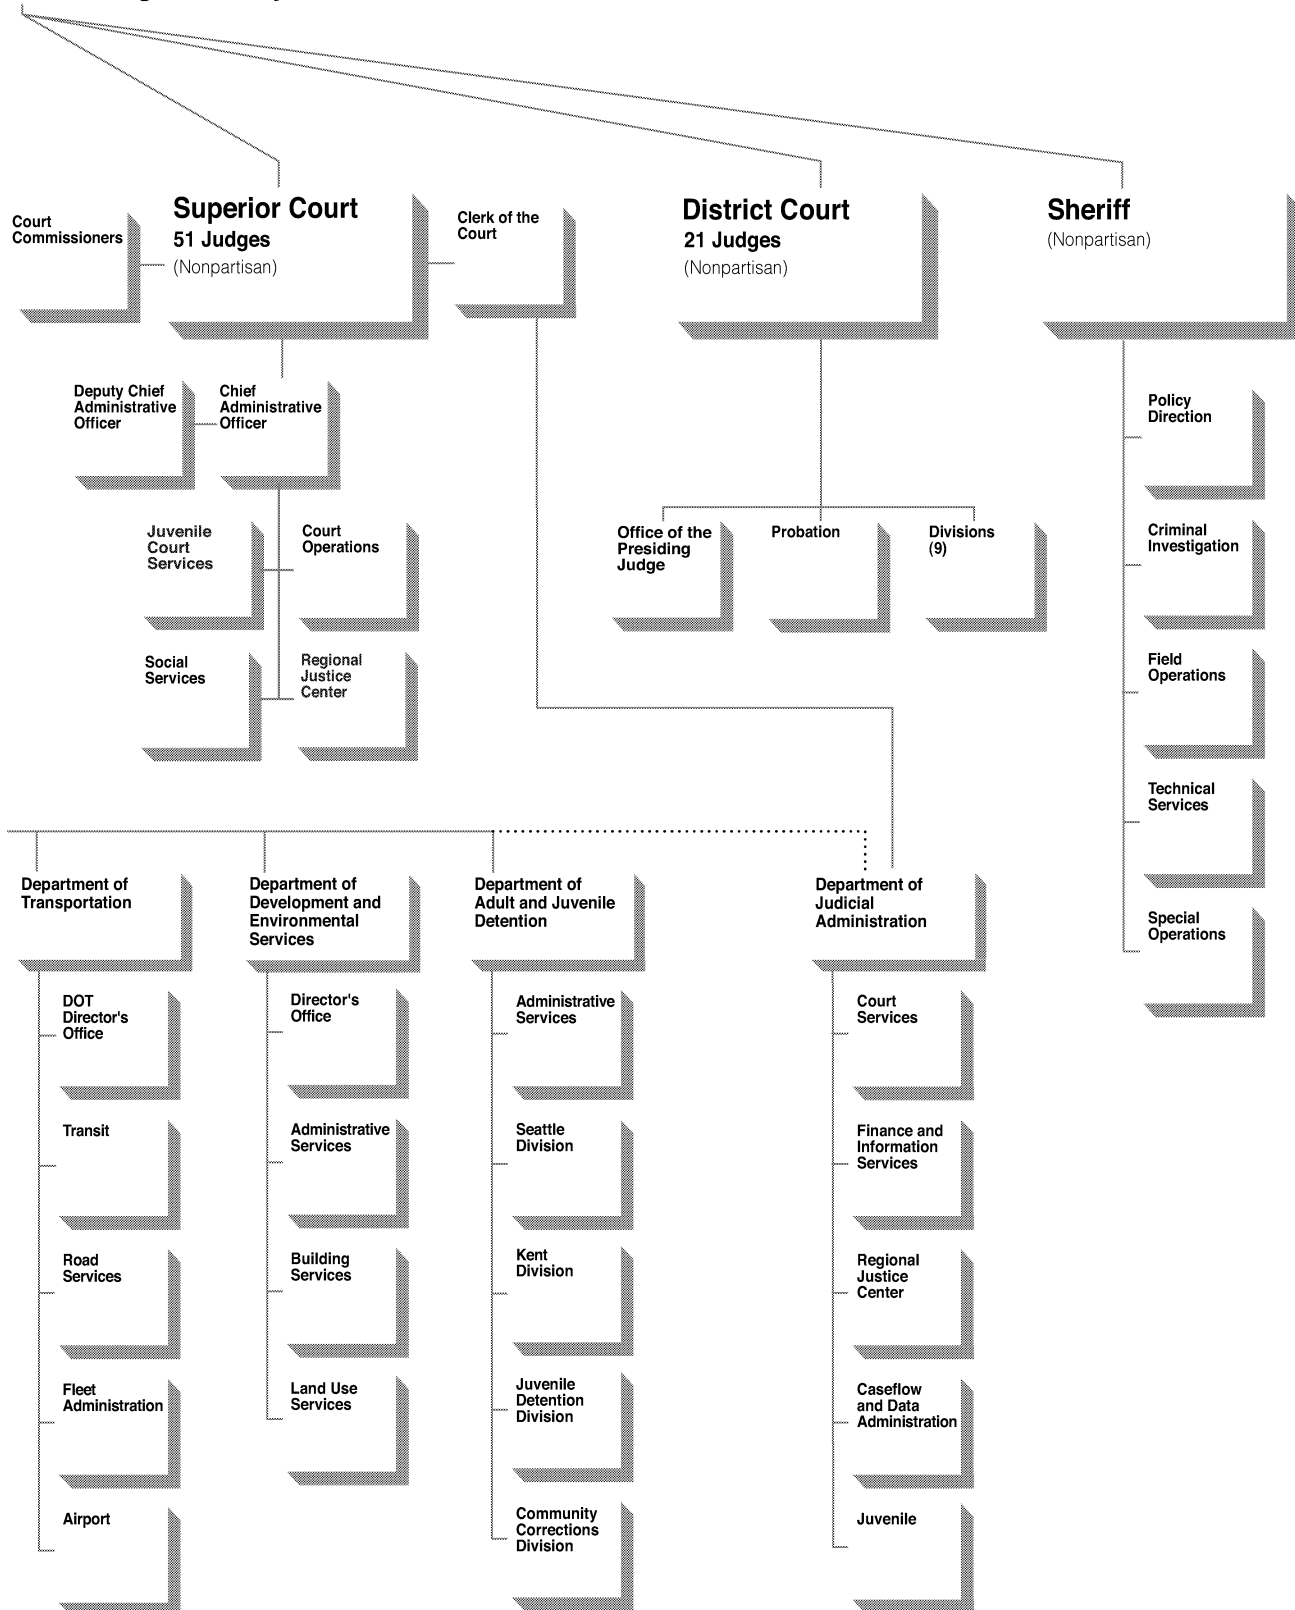 Superior Court
51 Judges
(Nonpartisan)
Court
Commissioners
Clerk of the
Court
District Court
21 Judges
(Nonpartisan)
Sheriff
(Nonpartisan)
Deputy Chief
Administrative
Officer
Chief
Administrative
Officer
Juvenile
Court
Services
Court
Operations
Social
Services
Regional
Justice
Center
Office of the
Presiding
Judge
Probation
Divisions
(9)
Policy
Direction
Criminal
Investigation
Field
Operations
Technical
Services
Special
Operations
Department of
Transportation
DOT
Director's
Office
Transit
Road
Services
Fleet
Administration
Airport
Department of
Development and
Environmental
Services
Director's
Office
Administrative
Services
Building
Services
Land Use
Services
Department of
Adult and Juvenile
Detention
Administrative
Services
Seattle
Division
Kent
Division
Juvenile
Detention
Division
Community
Corrections
Division
Department of
Judicial
Administration
Court
Services
Finance and
Information
Services
Regional
Justice
Center
Caseflow
and Data
Administration
Juvenile